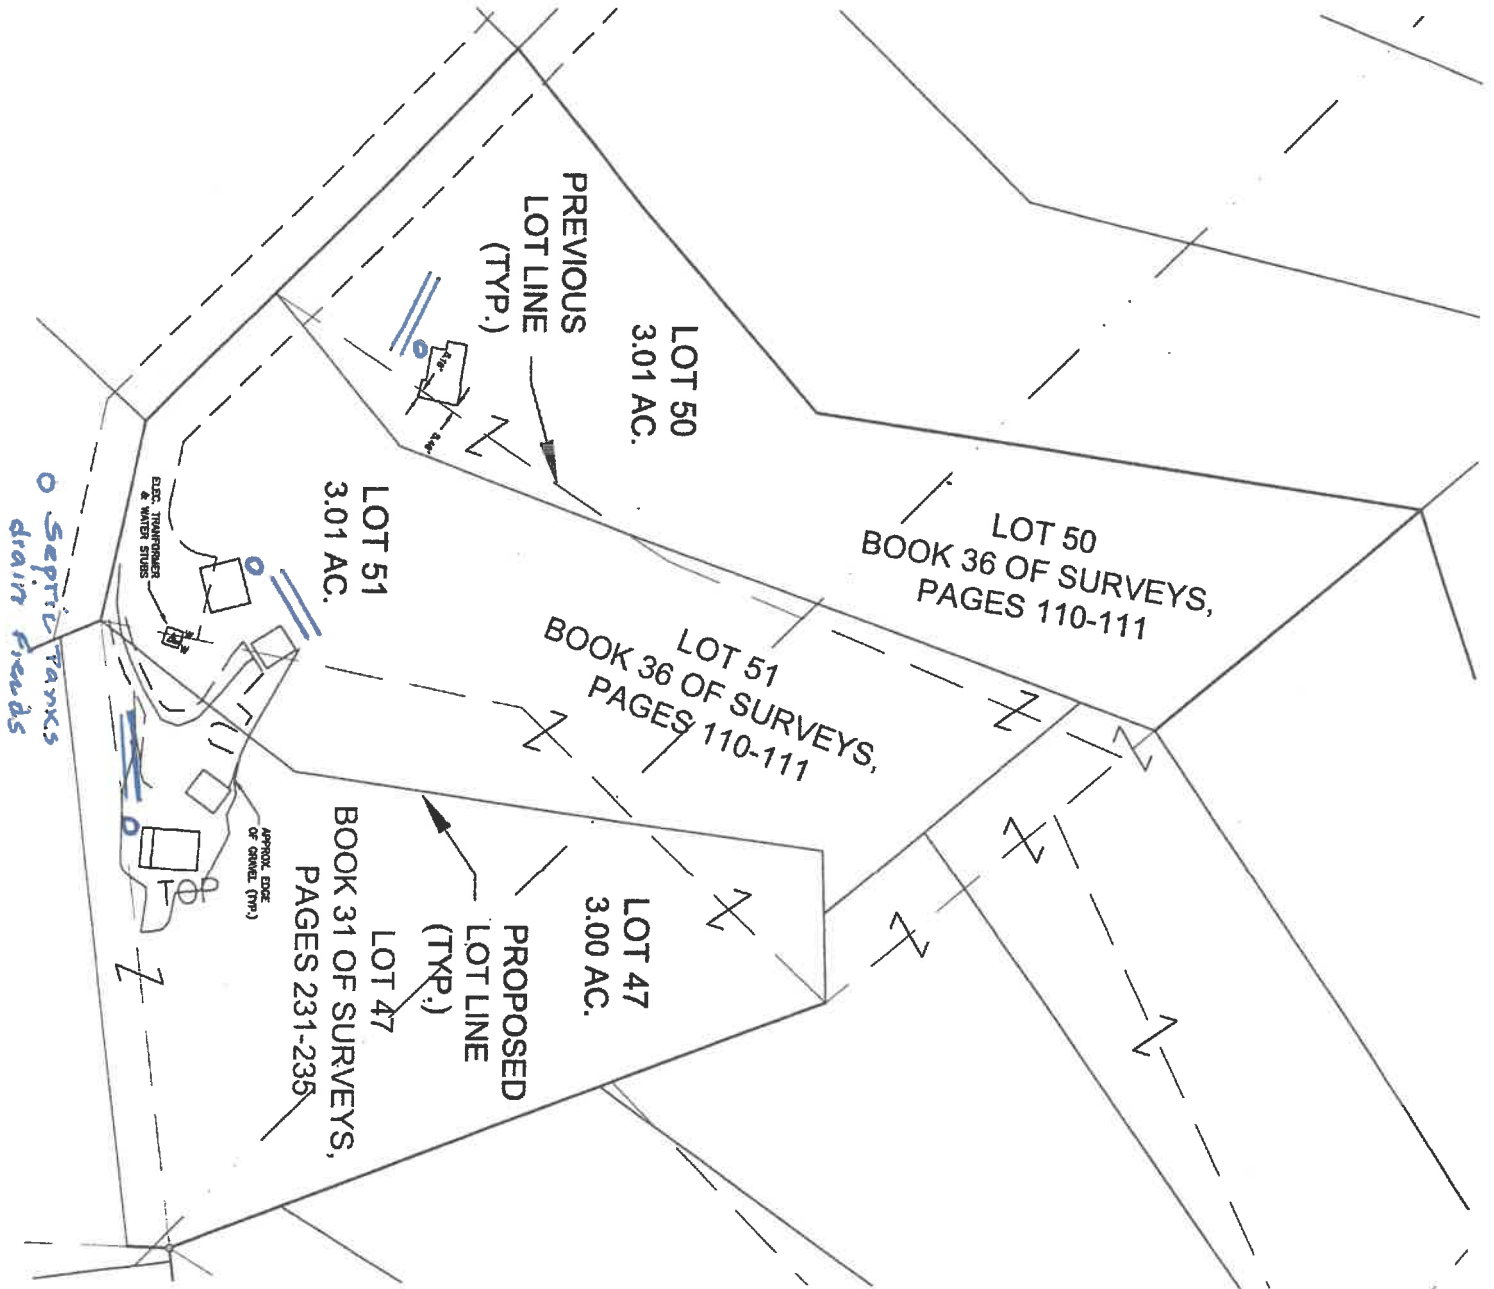 LOT 50
3.01 AC.
PREVIOUS
LOT LINE
(TYP.)
LOT 50
BOOK 36 OF SURVEYS,
PAGES 110-111
LOT 51
3.01 AC.
LOT 51
BOOK 36 OF SURVEYS,
PAGES 110-111
ELEC. TRANFORMER
& WATER STUBS
APPROX. EDGE
OF GRAVEL (TYP.)
LOT 47
3.00 AC.
PROPOSED
LOT LINE
(TYP.)
LOT 47
BOOK 31 OF SURVEYS,
PAGES 231-235
O Septic Tanks
drain